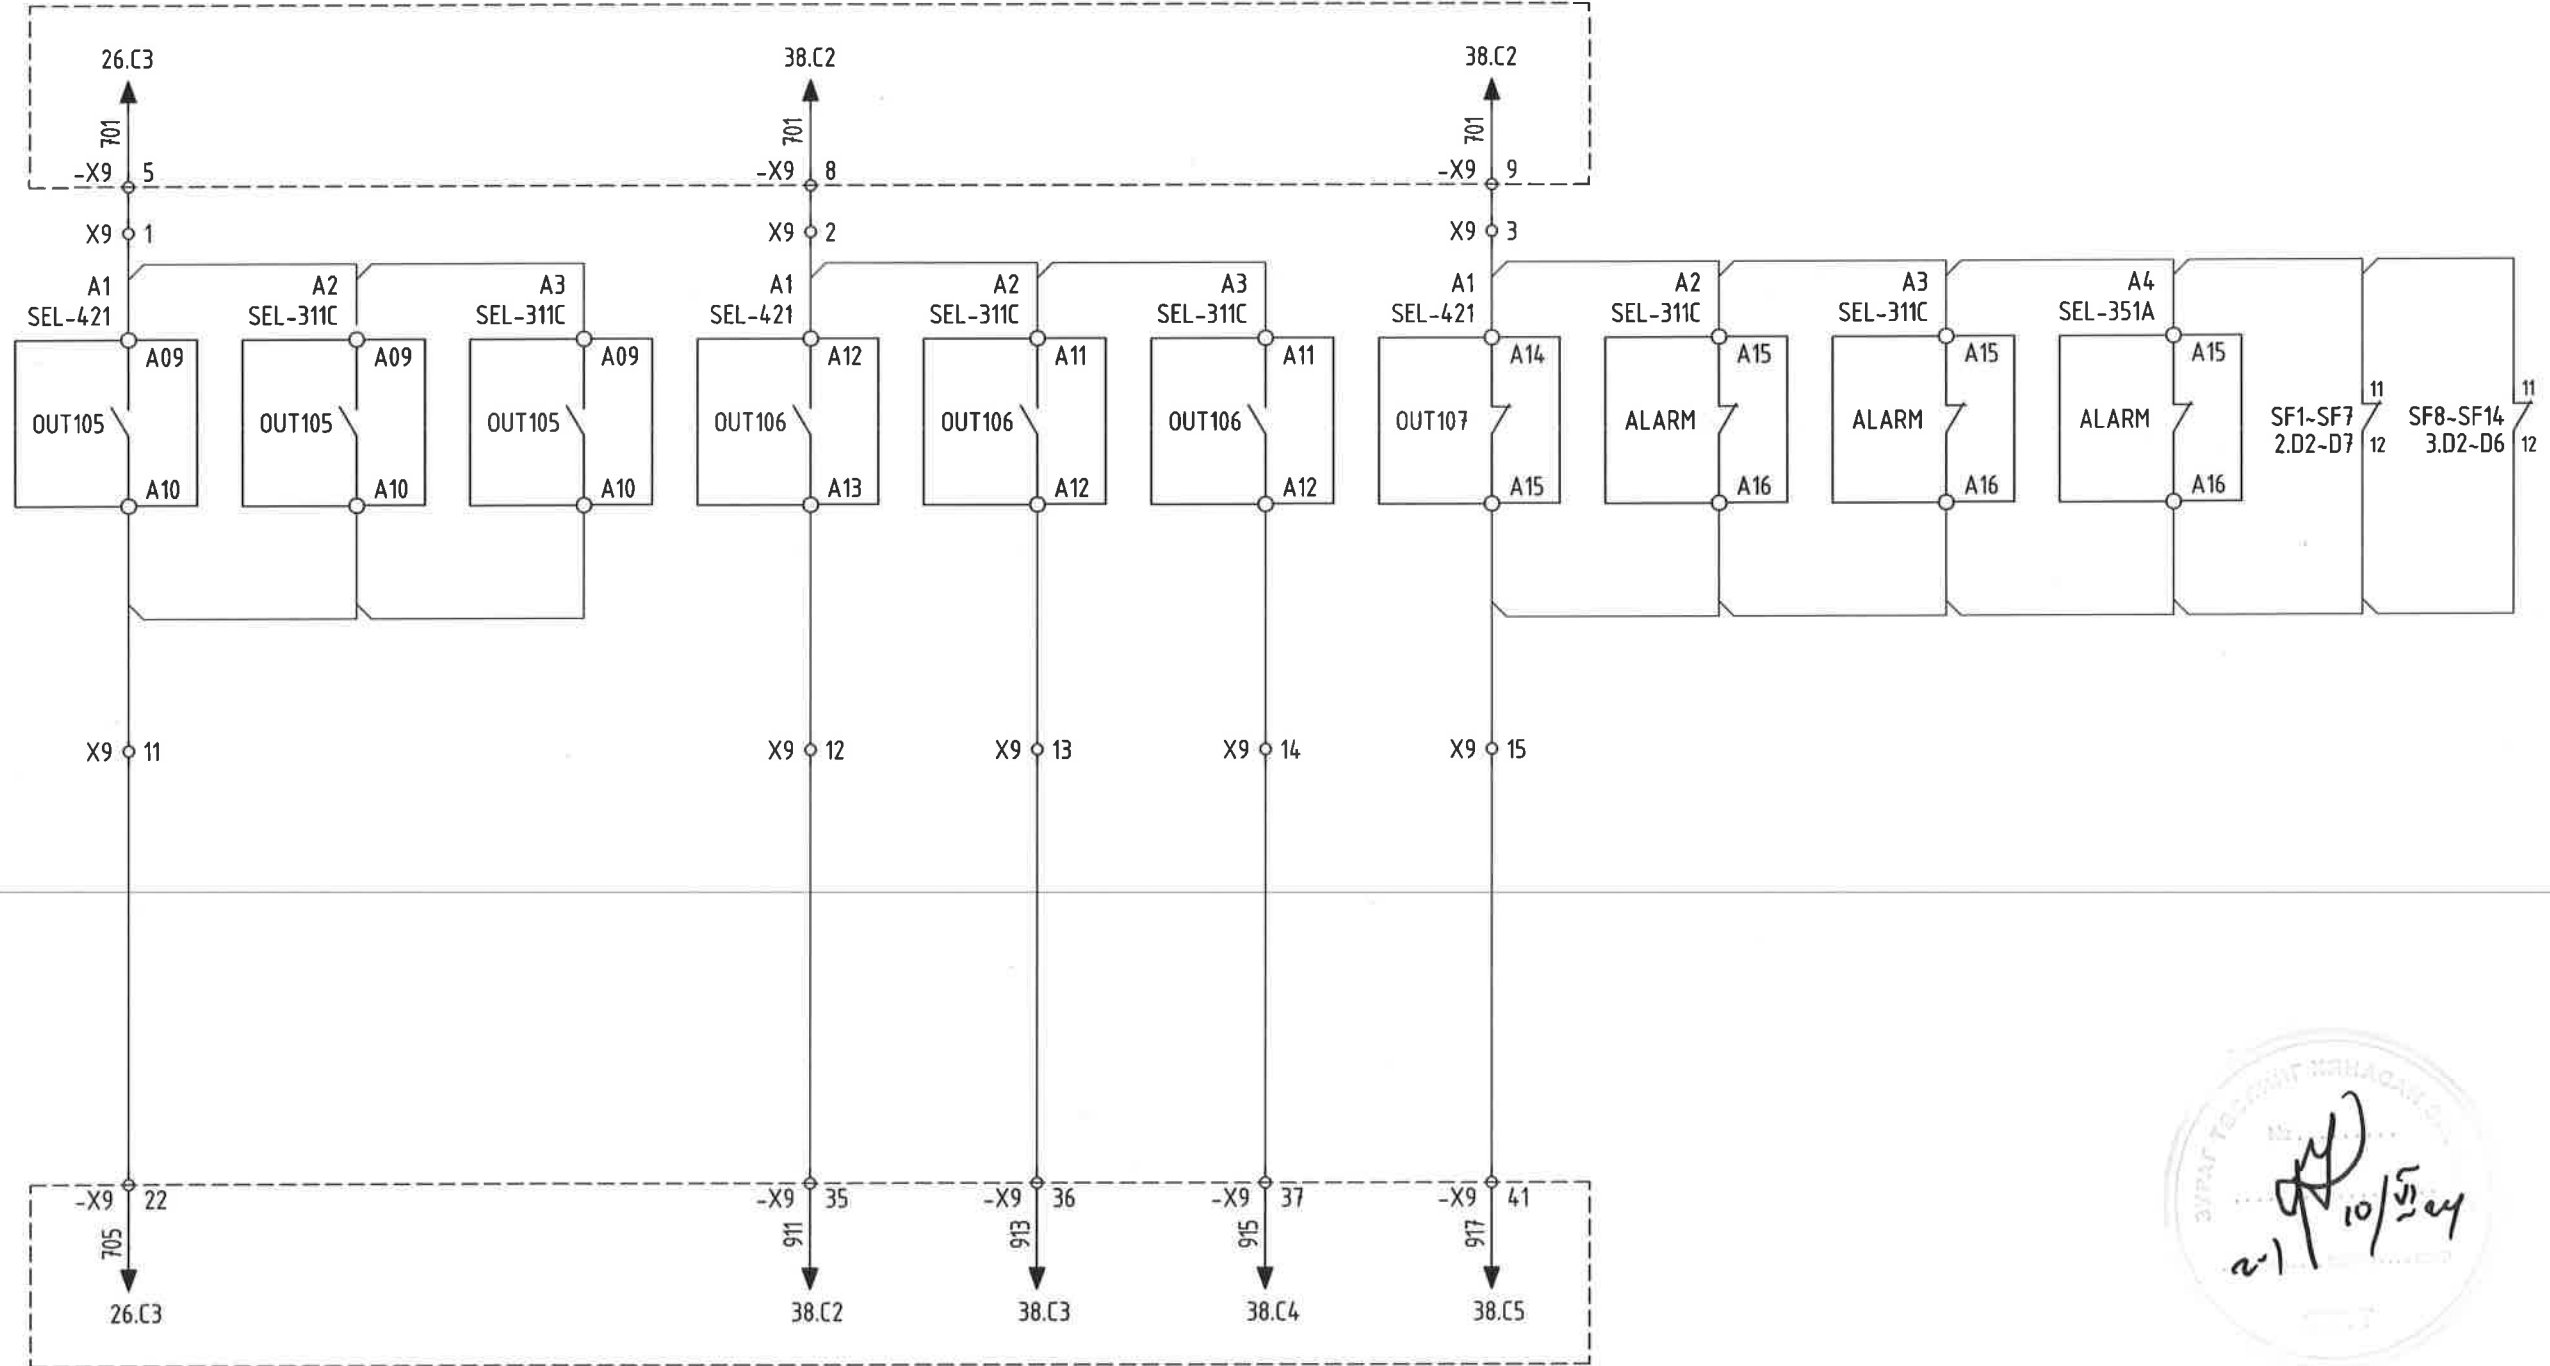 26.C3 38.C2 38.C2
701 701 701
-X9 5 -X9 8 -X9 9
X9 1 X9 2 X9 3
A1 A2 A3 A1 A2 A3 A1 A2 A3 A4
SEL-421 SEL-311C SEL-311C SEL-421 SEL-311C SEL-311C SEL-421 SEL-311C SEL-311C SEL-351A
A09 A09 A09 A12 A11 A11 A14 A15 A15 A15
11 11
OUT105 OUT105 OUT105 OUT106 OUT106 OUT106 OUT107 ALARM ALARM ALARM SF1~SF7 SF8~SF14
2.D2~D7 12 3.D2~D6 12
A10 A10 A10 A13 A12 A12 A15 A16 A16 A16
X9 11 X9 12 X9 13 X9 14 X9 15
-X9 22 -X9 35 -X9 36 -X9 37 -X9 41
705 911 913 915 917
26.C3 38.C2 38.C3 38.C4 38.C5